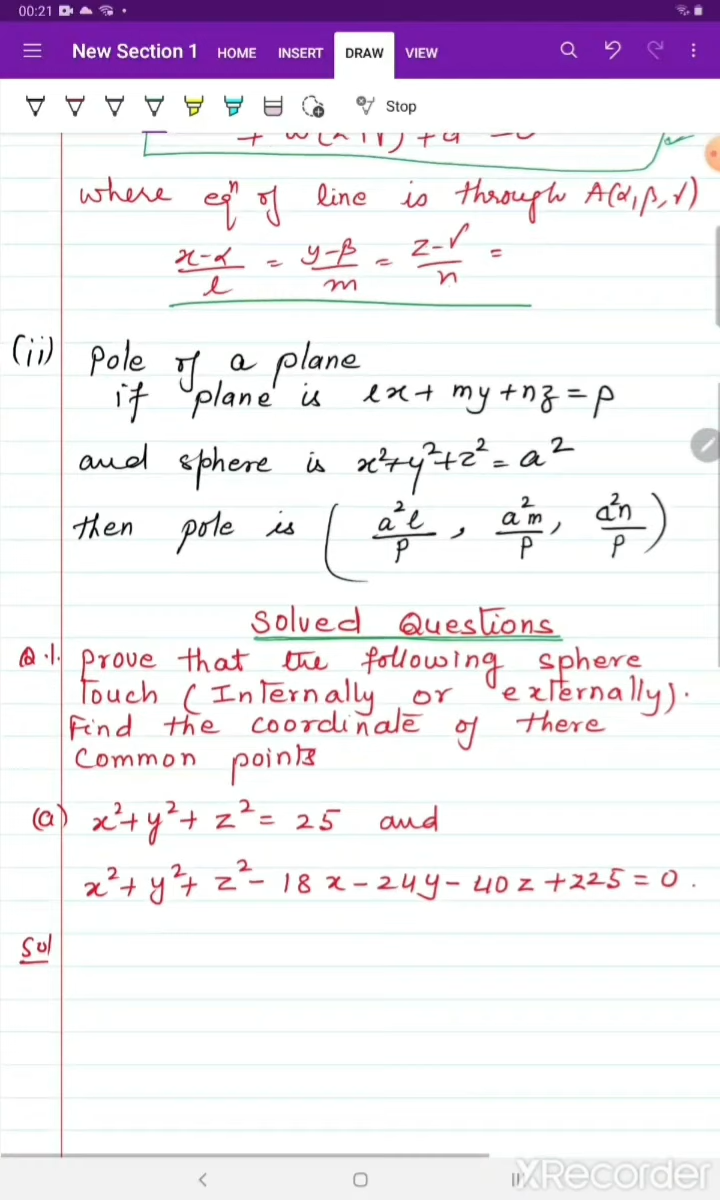 00:21
New Section 1 HOME INSERT DRAW VIEW
Stop
where eqⁿ of line is through A(α, β, γ)
(x-α)/l = (y-β)/m = (z-γ)/n =
(ii) Pole of a plane
if plane is lx + my + nz = p
and sphere is x²+y²+z² = a²
then pole is (a²l/p, a²m/p, a²n/p)
Solved Questions
Q.1. Prove that the following sphere
Touch (Internally or externally).
Find the coordinate of there
Common points
(a) x²+y²+z² = 25 and
x²+y²+z²-18x-24y-40z+225=0.
Sol
XRecorder